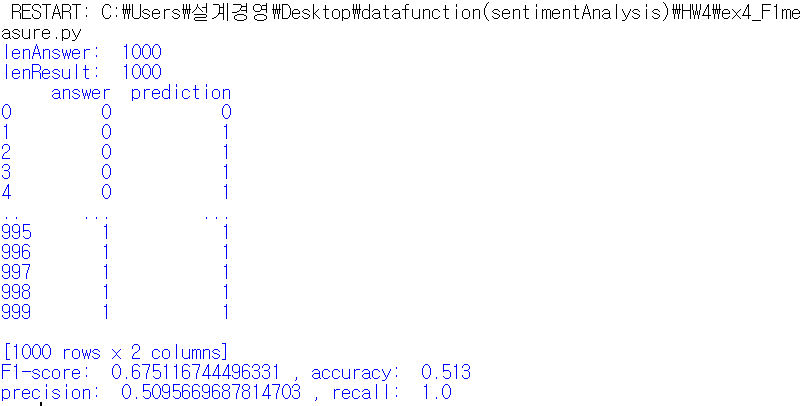 RESTART: C:₩Users₩설계경영₩Desktop₩datafunction(sentimentAnalysis)₩HW4₩ex4_F1me
asure.py
lenAnswer:  1000
lenResult:  1000
     answer  prediction
0         0           0
1         0           1
2         0           1
3         0           1
4         0           1
..      ...         ...
995       1           1
996       1           1
997       1           1
998       1           1
999       1           1
[1000 rows x 2 columns]
F1-score:  0.675116744496331 , accuracy:  0.513
precision:  0.5095669687814703 , recall:  1.0